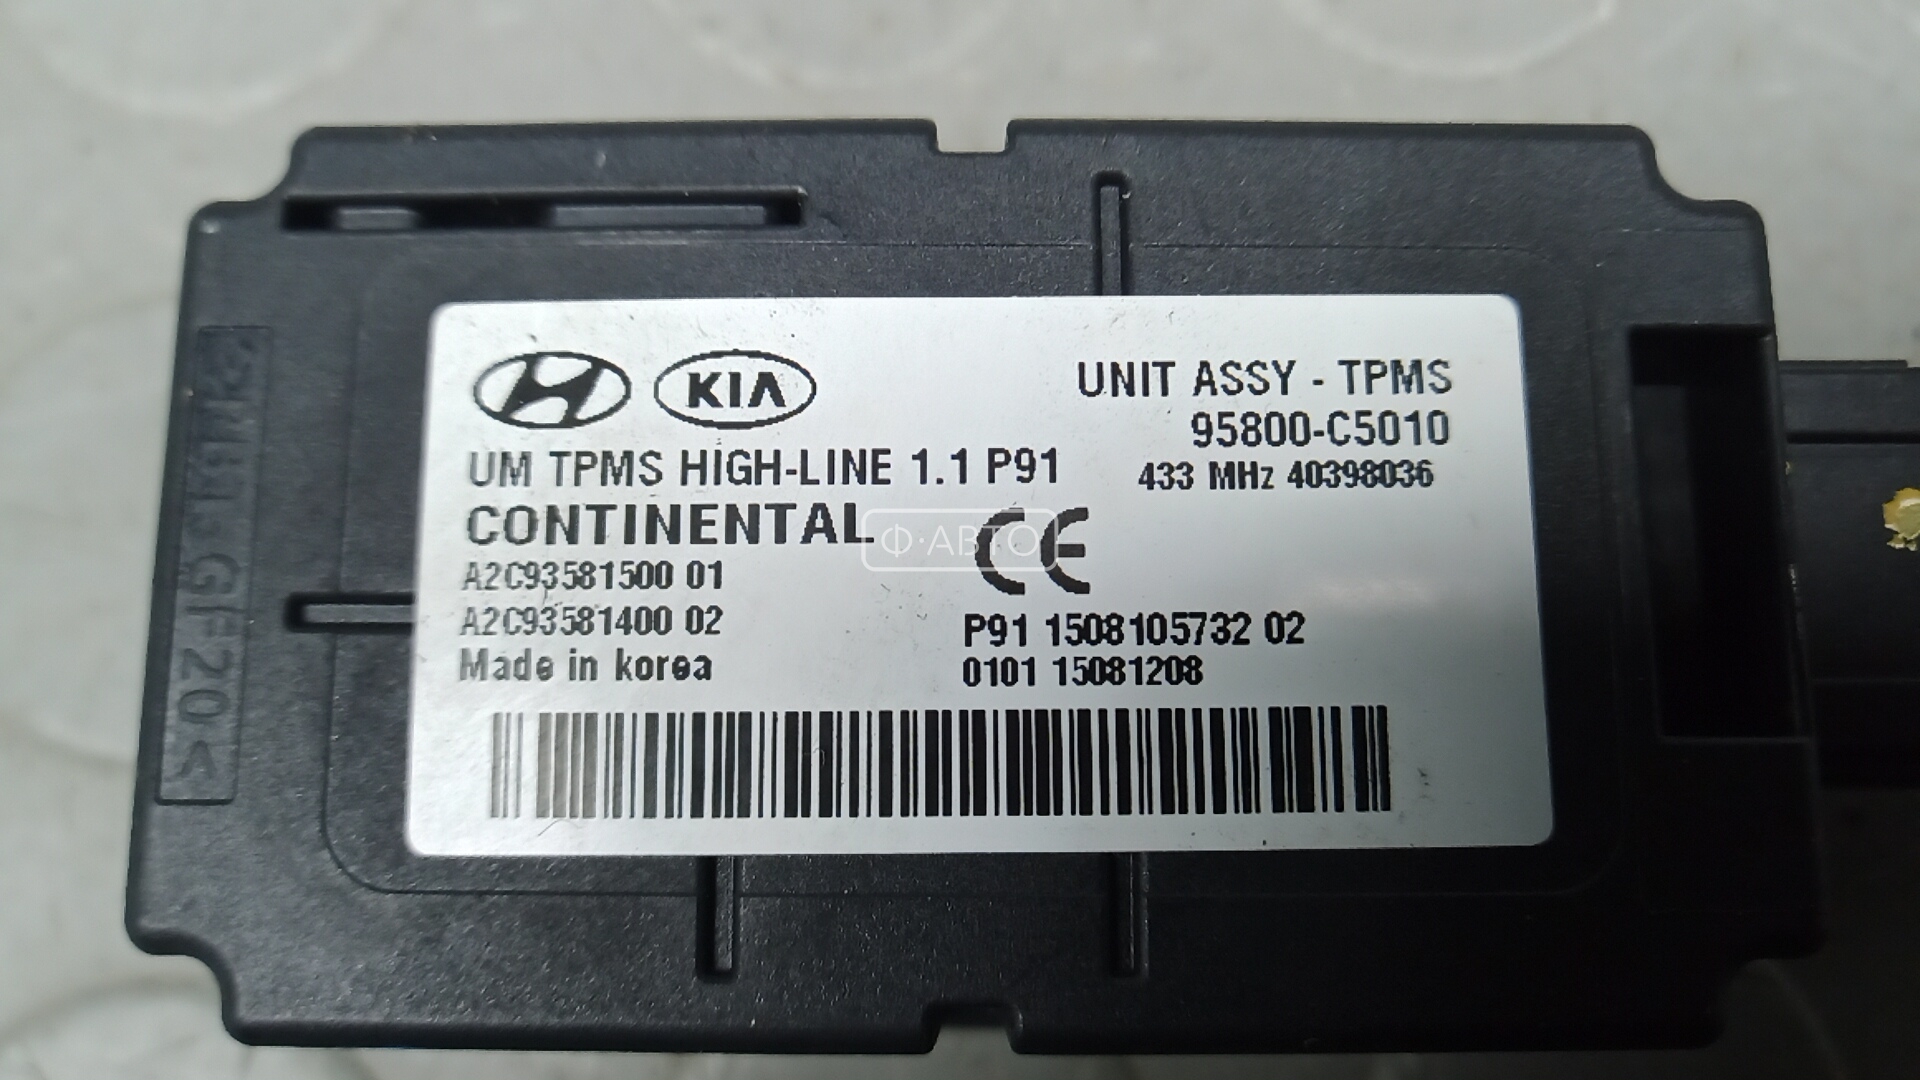 KIA
UNIT ASSY - TPMS
95800-C5010
UM TPMS HIGH-LINE 1.1 P91
433 MHz 40398036
CONTINENTAL
CE
Ф·АВТО
A2C93581500 01
A2C93581400 02
P91 1508105732 02
Made in korea
0101 15081208
GF20<